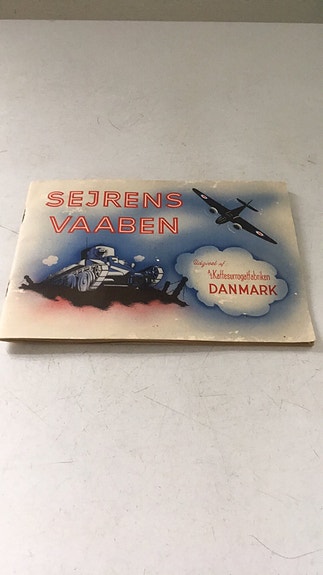 SEJRENS
VAABEN
Udgivet af
A/S Kaffesurrogatfabriken
DANMARK